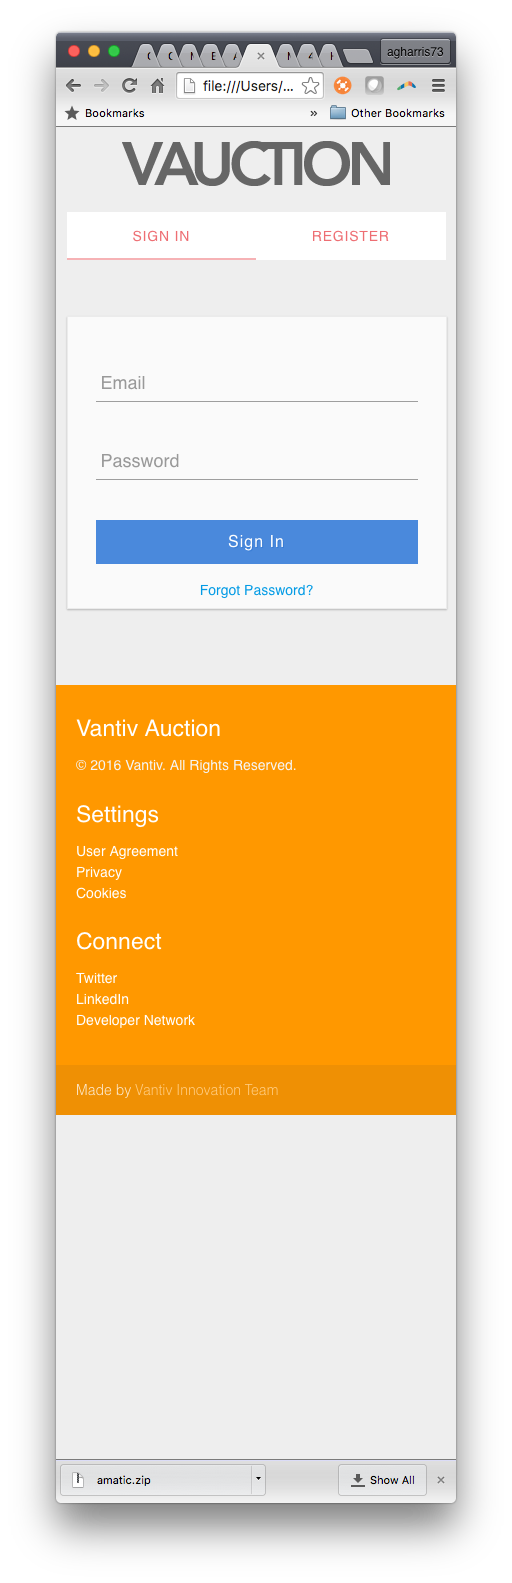 agharris73
file:///Users/...
Bookmarks
»
Other Bookmarks
VAUCTION
SIGN IN
REGISTER
Email
Password
Sign In
Forgot Password?
Vantiv Auction
© 2016 Vantiv. All Rights Reserved.
Settings
User Agreement
Privacy
Cookies
Connect
Twitter
LinkedIn
Developer Network
Made by Vantiv Innovation Team
amatic.zip
Show All